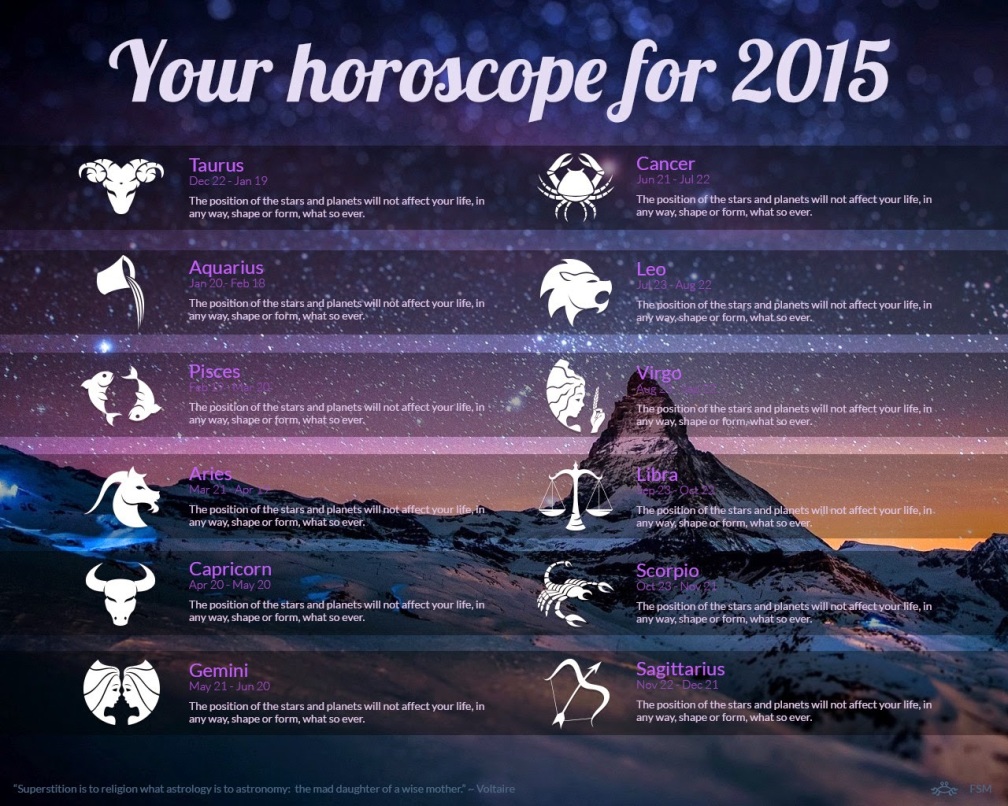 Your horoscope for 2015
Taurus
Dec 22 - Jan 19
The position of the stars and planets will not affect your life, in
any way, shape or form, what so ever.
Aquarius
Jan 20 - Feb 18
The position of the stars and planets will not affect your life, in
any way, shape or form, what so ever.
Pisces
Feb 19 - Mar 20
The position of the stars and planets will not affect your life, in
any way, shape or form, what so ever.
Aries
Mar 21 - Apr
The position of the stars and planets will not affect your life, in
any way, shape or form, what so ever.
Capricorn
Apr 20 - May 20
The position of the stars and planets will not affect your life, in
any way, shape or form, what so ever.
Gemini
May 21 - Jun 20
The position of the stars and planets will not affect your life, in
any way, shape or form, what so ever.
Cancer
Jun 21 - Jul 22
The position of the stars and planets will not affect your life, in
any way, shape or form, what so ever.
Leo
Jul 23 - Aug 22
The position of the stars and planets will not affect your life, in
any way, shape or form, what so ever.
Virgo
Aug
The position of the stars and planets will not affect your life, in
any way, shape or form, what so ever.
Libra
Sep 23 - Oct 22
The position of the stars and planets will not affect your life, in
any way, shape or form, what so ever.
Scorpio
Oct 23 - Nov 21
The position of the stars and planets will not affect your life, in
any way, shape or form, what so ever.
Sagittarius
Nov 22 - Dec 21
The position of the stars and planets will not affect your life, in
any way, shape or form, what so ever.
"Superstition is to religion what astrology is to astronomy: the mad daughter of a wise mother." – Voltaire
FSM